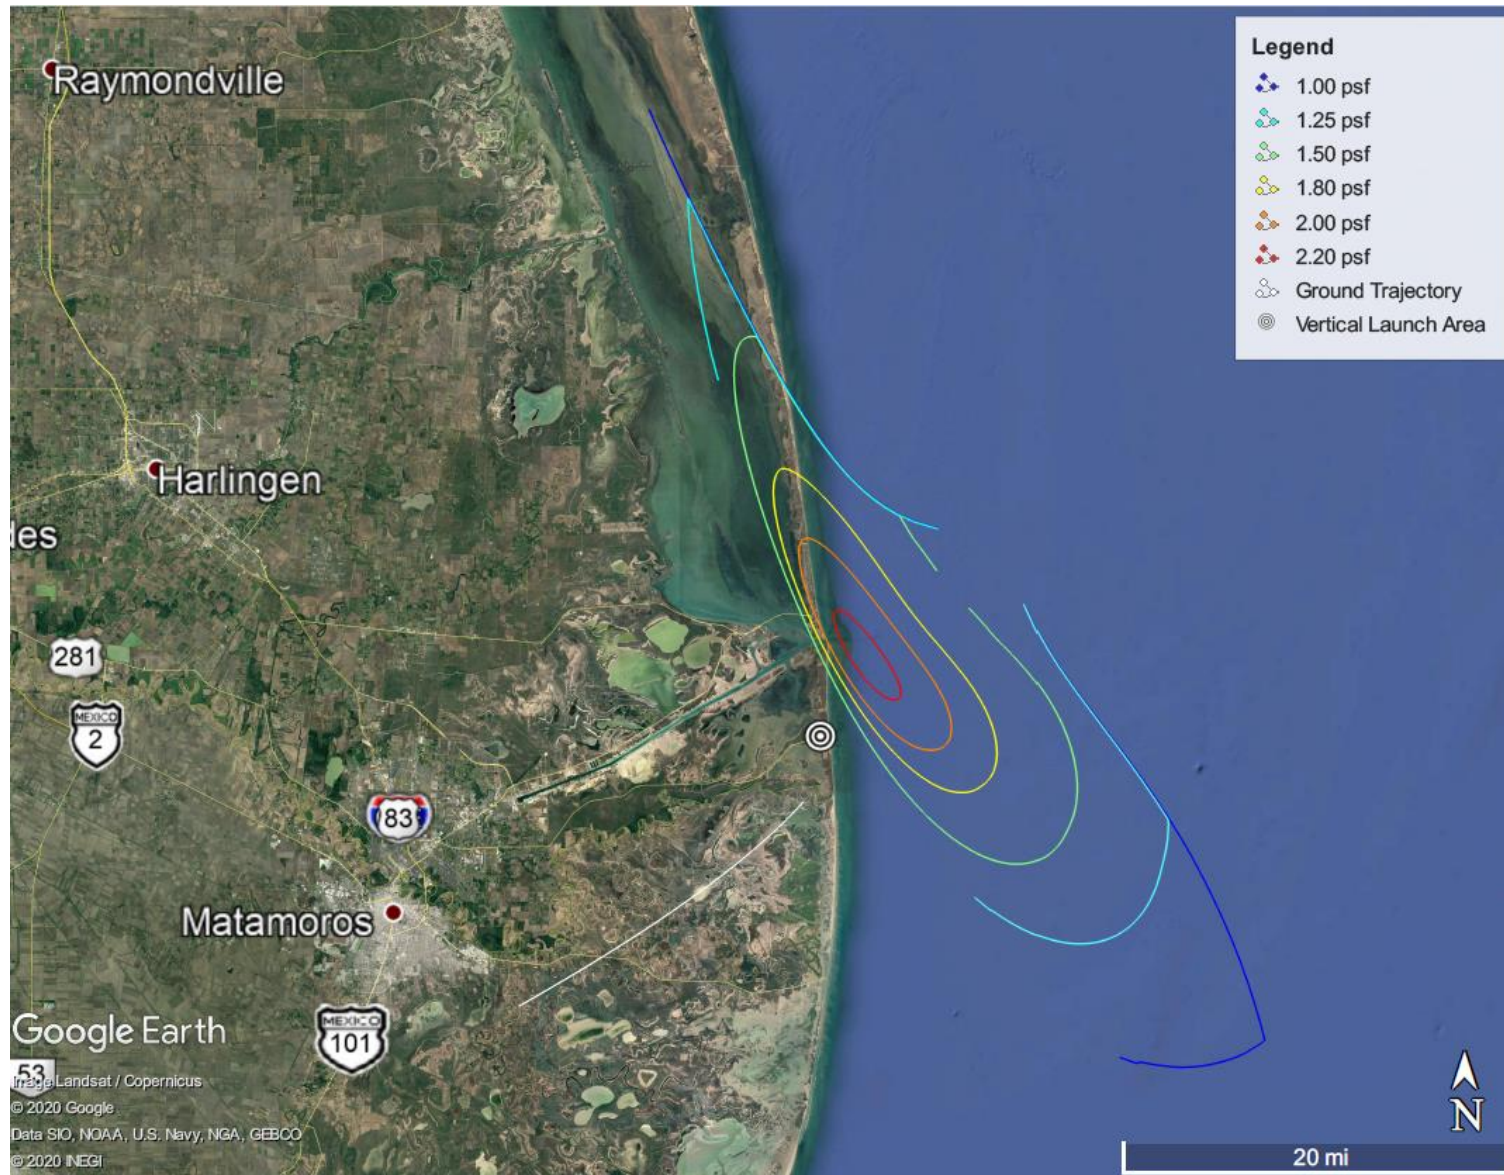 Raymondville
Harlingen
des
281
MEXICO
2
83
Matamoros
MEXICO
101
53
Google Earth
Image Landsat / Copernicus
© 2020 Google
Data SIO, NOAA, U.S. Navy, NGA, GEBCO
© 2020 INEGI
Legend
1.00 psf
1.25 psf
1.50 psf
1.80 psf
2.00 psf
2.20 psf
Ground Trajectory
Vertical Launch Area
N
20 mi